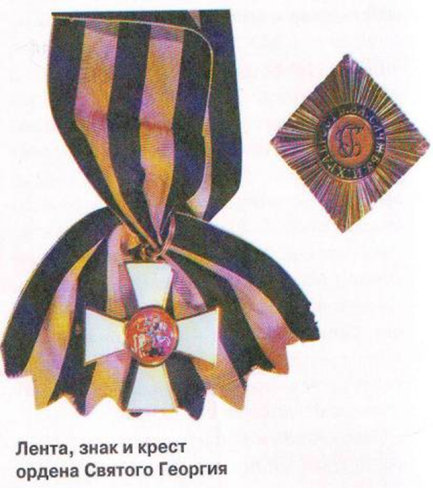 Лента, знак и крест
ордена Святого Георгия